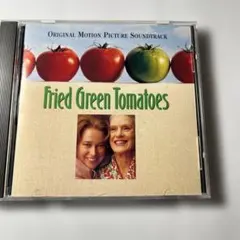 ORIGINAL MOTION PICTURE SOUNDTRACK
Fried Green Tomatoes